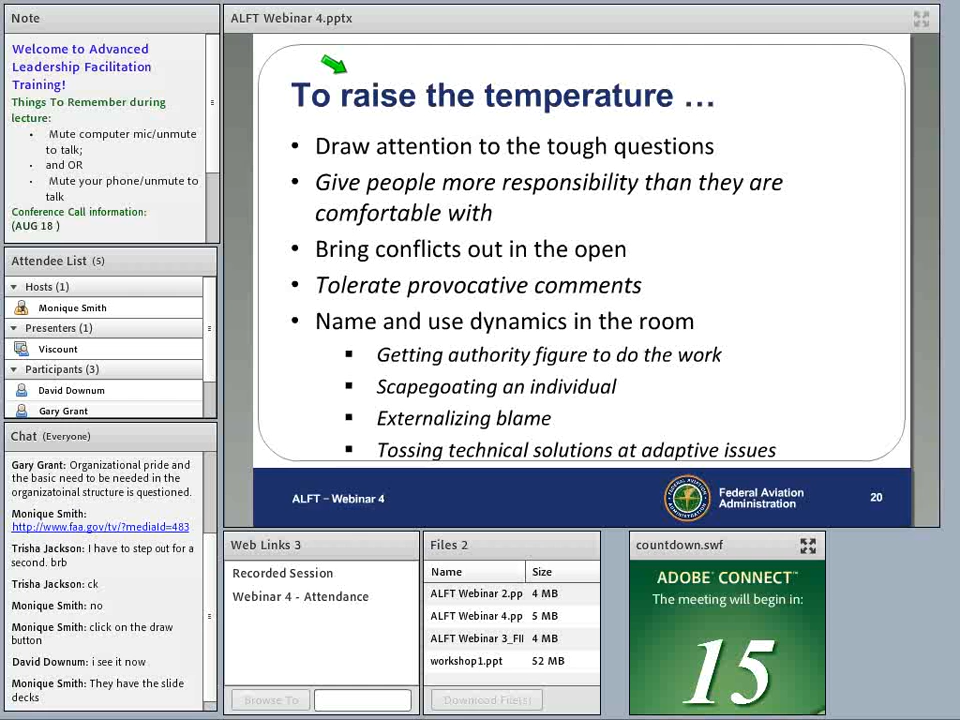 Note
Welcome to Advanced
Leadership Facilitation
Training!
Things To Remember during
lecture:
• Mute computer mic/unmute
to talk;
• and OR
• Mute your phone/unmute to
talk
Conference Call information:
(AUG 18 )
Attendee List (5)
Hosts (1)
Monique Smith
Presenters (1)
Viscount
Participants (3)
David Downum
Gary Grant
Chat (Everyone)
Gary Grant: Organizational pride and
the basic need to be needed in the
organizatoinal structure is questioned.
Monique Smith:
http://www.faa.gov/tv/?mediaId=483
Trisha Jackson: I have to step out for a
second. brb
Trisha Jackson: ck
Monique Smith: no
Monique Smith: click on the draw
button
David Downum: i see it now
Monique Smith: They have the slide
decks
ALFT Webinar 4.pptx
To raise the temperature …
• Draw attention to the tough questions
• Give people more responsibility than they are
comfortable with
• Bring conflicts out in the open
• Tolerate provocative comments
• Name and use dynamics in the room
▪ Getting authority figure to do the work
▪ Scapegoating an individual
▪ Externalizing blame
▪ Tossing technical solutions at adaptive issues
ALFT – Webinar 4
Federal Aviation
Administration
20
Web Links 3
Recorded Session
Webinar 4 - Attendance
Browse To
Files 2
Name Size
ALFT Webinar 2.pp 4 MB
ALFT Webinar 4.pp 5 MB
ALFT Webinar 3_FII 4 MB
workshop1.ppt 52 MB
Download File(s)
countdown.swf
ADOBE® CONNECT™
The meeting will begin in:
15